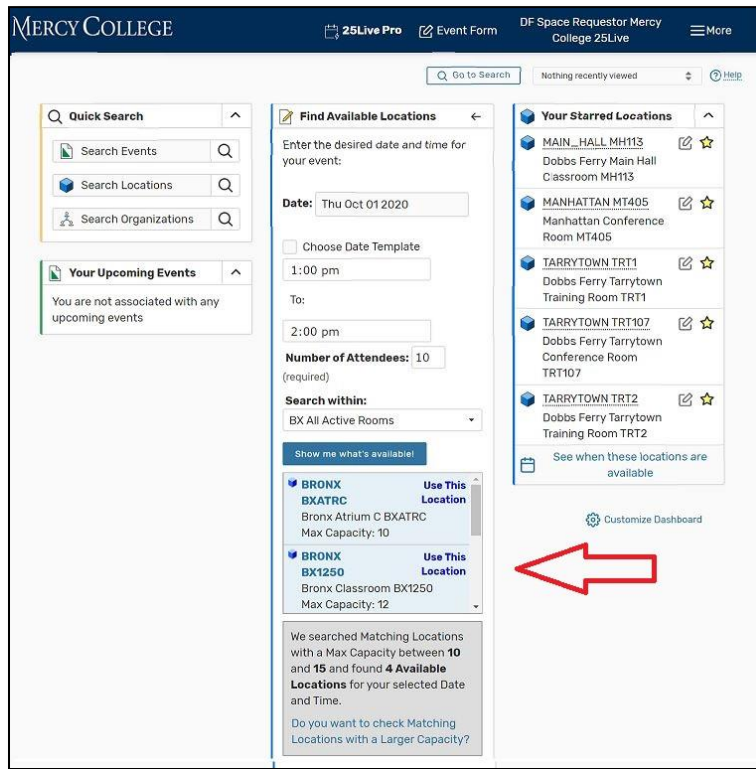 MERCY COLLEGE
25Live Pro
Event Form
DF Space Requestor Mercy
College 25Live
More
Go to Search
Nothing recently viewed
Help
Quick Search
Search Events
Search Locations
Search Organizations
Your Upcoming Events
You are not associated with any
upcoming events
Find Available Locations
Enter the desired date and time for
your event:
Date: Thu Oct 01 2020
Choose Date Template
1:00 pm
To:
2:00 pm
Number of Attendees: 10
(required)
Search within:
BX All Active Rooms
Show me what's available!
BRONX Use This
BXATRC Location
Bronx Atrium C BXATRC
Max Capacity: 10
BRONX Use This
BX1250 Location
Bronx Classroom BX1250
Max Capacity: 12
We searched Matching Locations
with a Max Capacity between 10
and 15 and found 4 Available
Locations for your selected Date
and Time.
Do you want to check Matching
Locations with a Larger Capacity?
Your Starred Locations
MAIN_HALL MH113
Dobbs Ferry Main Hall
Classroom MH113
MANHATTAN MT405
Manhattan Conference
Room MT405
TARRYTOWN TRT1
Dobbs Ferry Tarrytown
Training Room TRT1
TARRYTOWN TRT107
Dobbs Ferry Tarrytown
Conference Room
TRT107
TARRYTOWN TRT2
Dobbs Ferry Tarrytown
Training Room TRT2
See when these locations are
available
Customize Dashboard